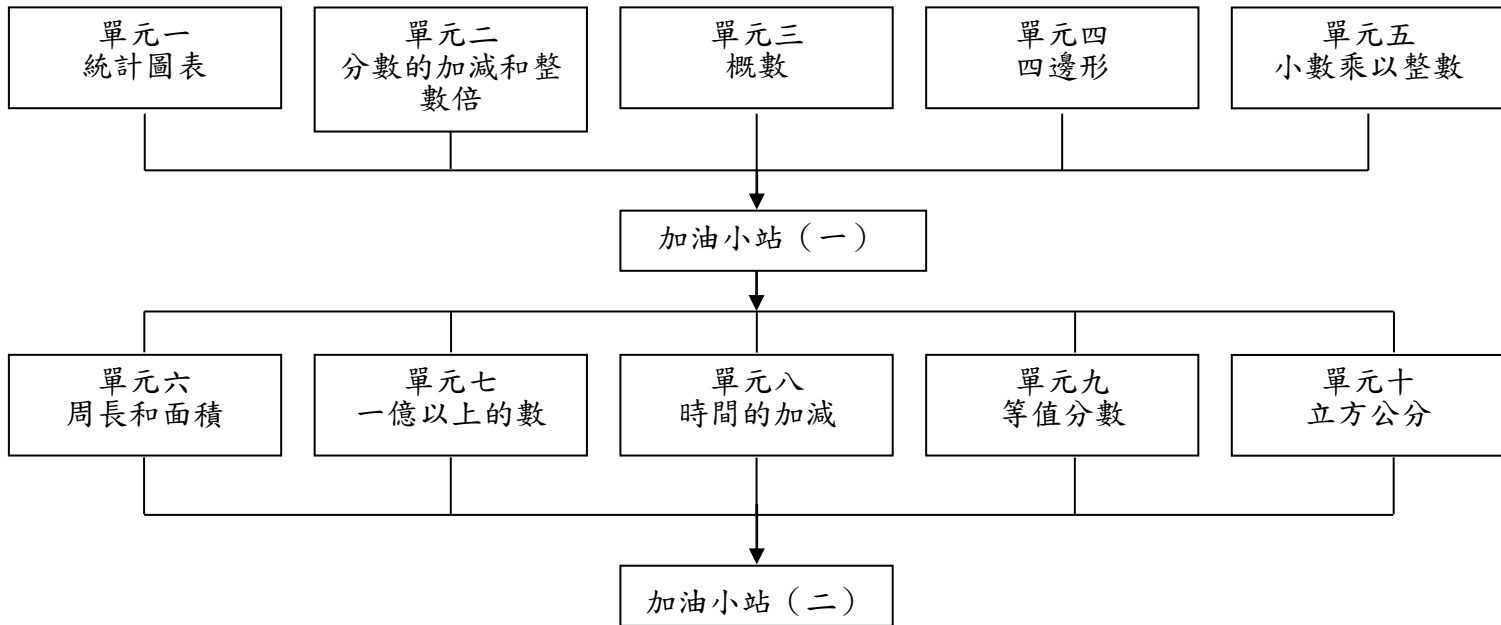 單元一
統計圖表
單元二
分數的加減和整
數倍
單元三
概數
單元四
四邊形
單元五
小數乘以整數
加油小站（一）
單元六
周長和面積
單元七
一億以上的數
單元八
時間的加減
單元九
等值分數
單元十
立方公分
加油小站（二）